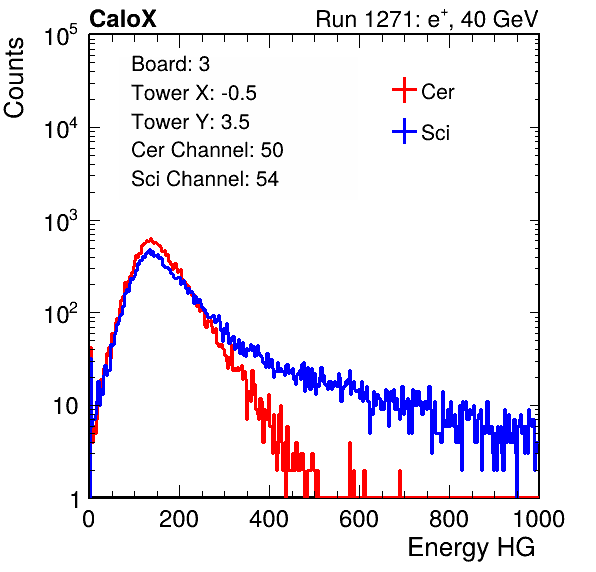 CaloX Run 1271: e⁺, 40 GeV
Counts
10⁵
10⁴
10³
10²
10
1
Board: 3
Tower X: -0.5
Tower Y: 3.5
Cer Channel: 50
Sci Channel: 54
Cer
Sci
0 200 400 600 800 1000
Energy HG